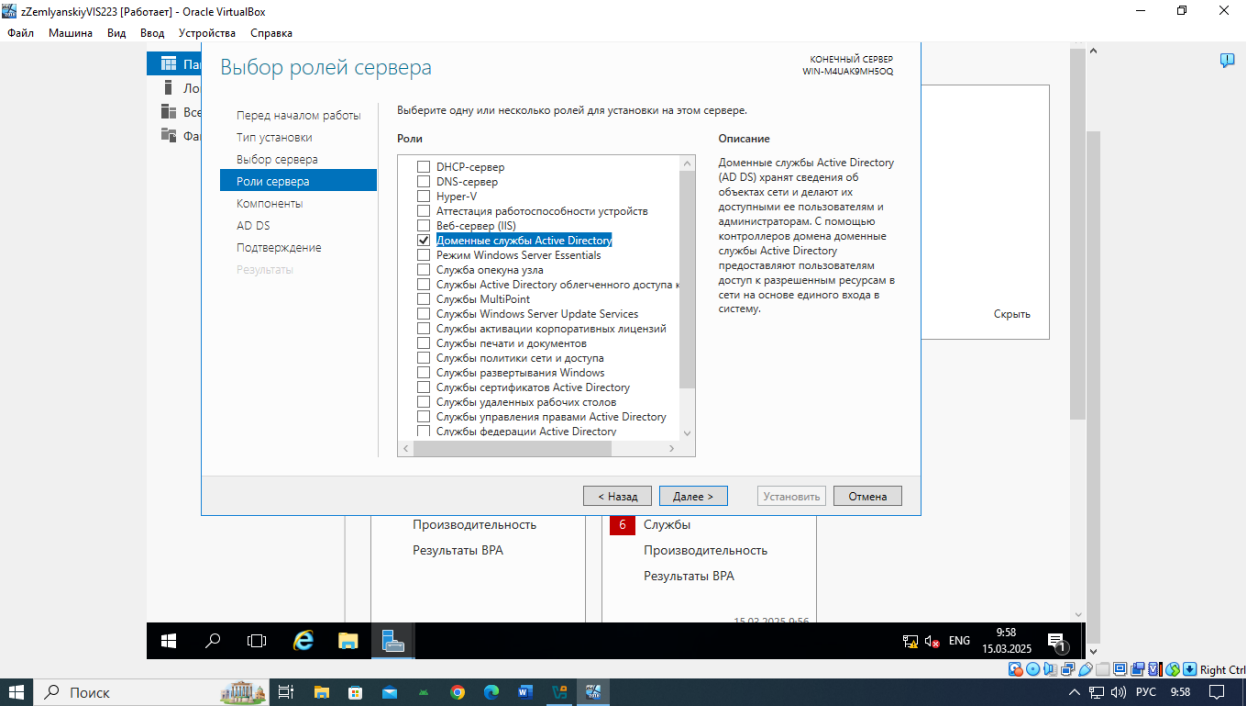 zZemlyanskiyVIS223 [Работает] - Oracle VirtualBox
Файл Машина Вид Ввод Устройства Справка
Выбор ролей сервера
КОНЕЧНЫЙ СЕРВЕР
WIN-M4UAK9MH5OQ
Перед началом работы
Тип установки
Выбор сервера
Роли сервера
Компоненты
AD DS
Подтверждение
Результаты
Выберите одну или несколько ролей для установки на этом сервере.
Роли
DHCP-сервер
DNS-сервер
Hyper-V
Аттестация работоспособности устройств
Веб-сервер (IIS)
Доменные службы Active Directory
Режим Windows Server Essentials
Служба опекуна узла
Службы Active Directory облегченного доступа к
Службы MultiPoint
Службы Windows Server Update Services
Службы активации корпоративных лицензий
Службы печати и документов
Службы политики сети и доступа
Службы развертывания Windows
Службы сертификатов Active Directory
Службы удаленных рабочих столов
Службы управления правами Active Directory
Службы федерации Active Directory
Описание
Доменные службы Active Directory
(AD DS) хранят сведения об
объектах сети и делают их
доступными ее пользователям и
администраторам. С помощью
контроллеров домена доменные
службы Active Directory
предоставляют пользователям
доступ к разрешенным ресурсам в
сети на основе единого входа в
систему.
Скрыть
< Назад Далее > Установить Отмена
Производительность
Результаты BPA
6 Службы
Производительность
Результаты BPA
15.03.2025 9:56
ENG
9:58
15.03.2025
1
Right Ctrl
Поиск
РУС 9:58